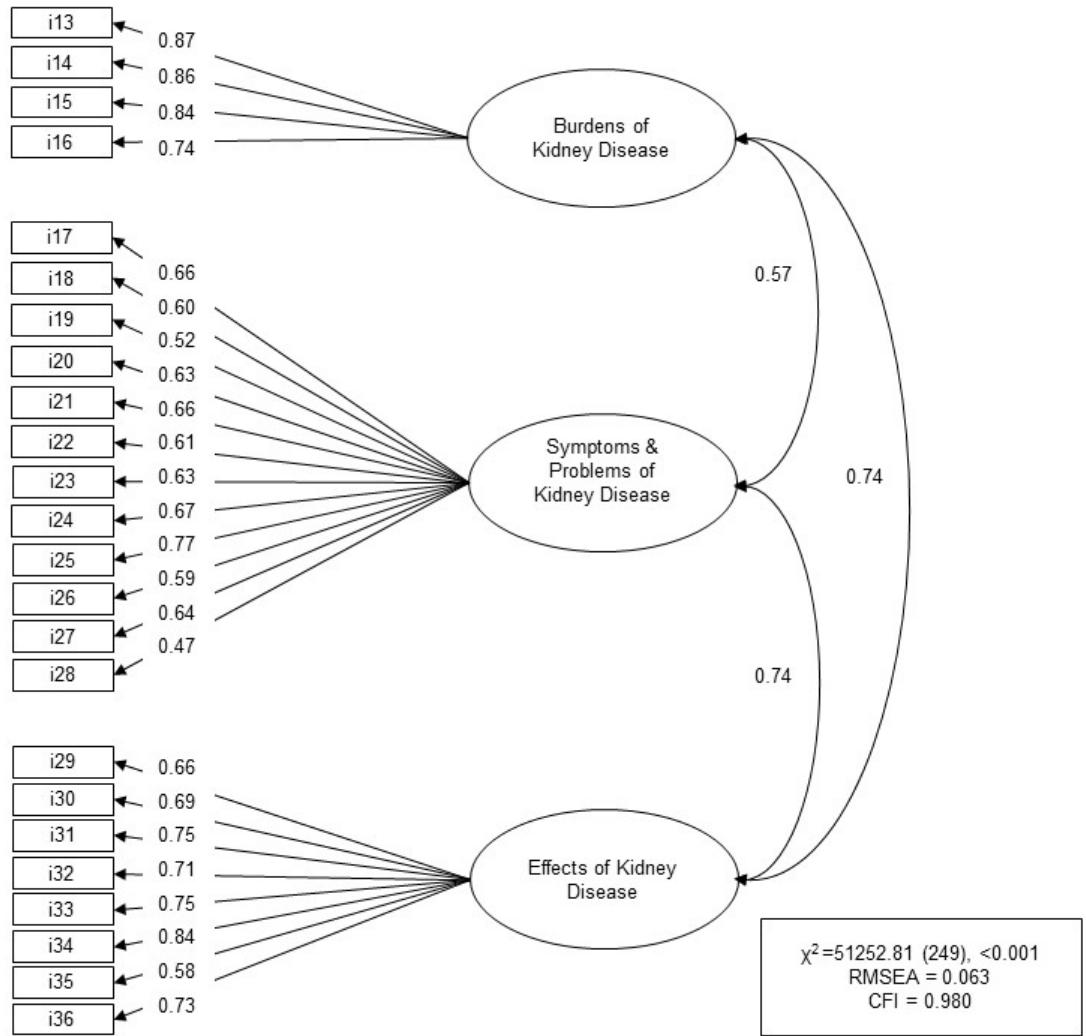 i13
0.87
i14
0.86
i15
0.84
i16
0.74
Burdens of
Kidney Disease
i17
0.66
i18
0.60
i19
0.52
i20
0.63
i21
0.66
i22
0.61
i23
0.63
i24
0.67
i25
0.77
i26
0.59
i27
0.64
i28
0.47
Symptoms &
Problems of
Kidney Disease
0.57
0.74
0.74
i29
0.66
i30
0.69
i31
0.75
i32
0.71
i33
0.75
i34
0.84
i35
0.58
i36
0.73
Effects of Kidney
Disease
χ²=51252.81 (249), <0.001
RMSEA = 0.063
CFI = 0.980